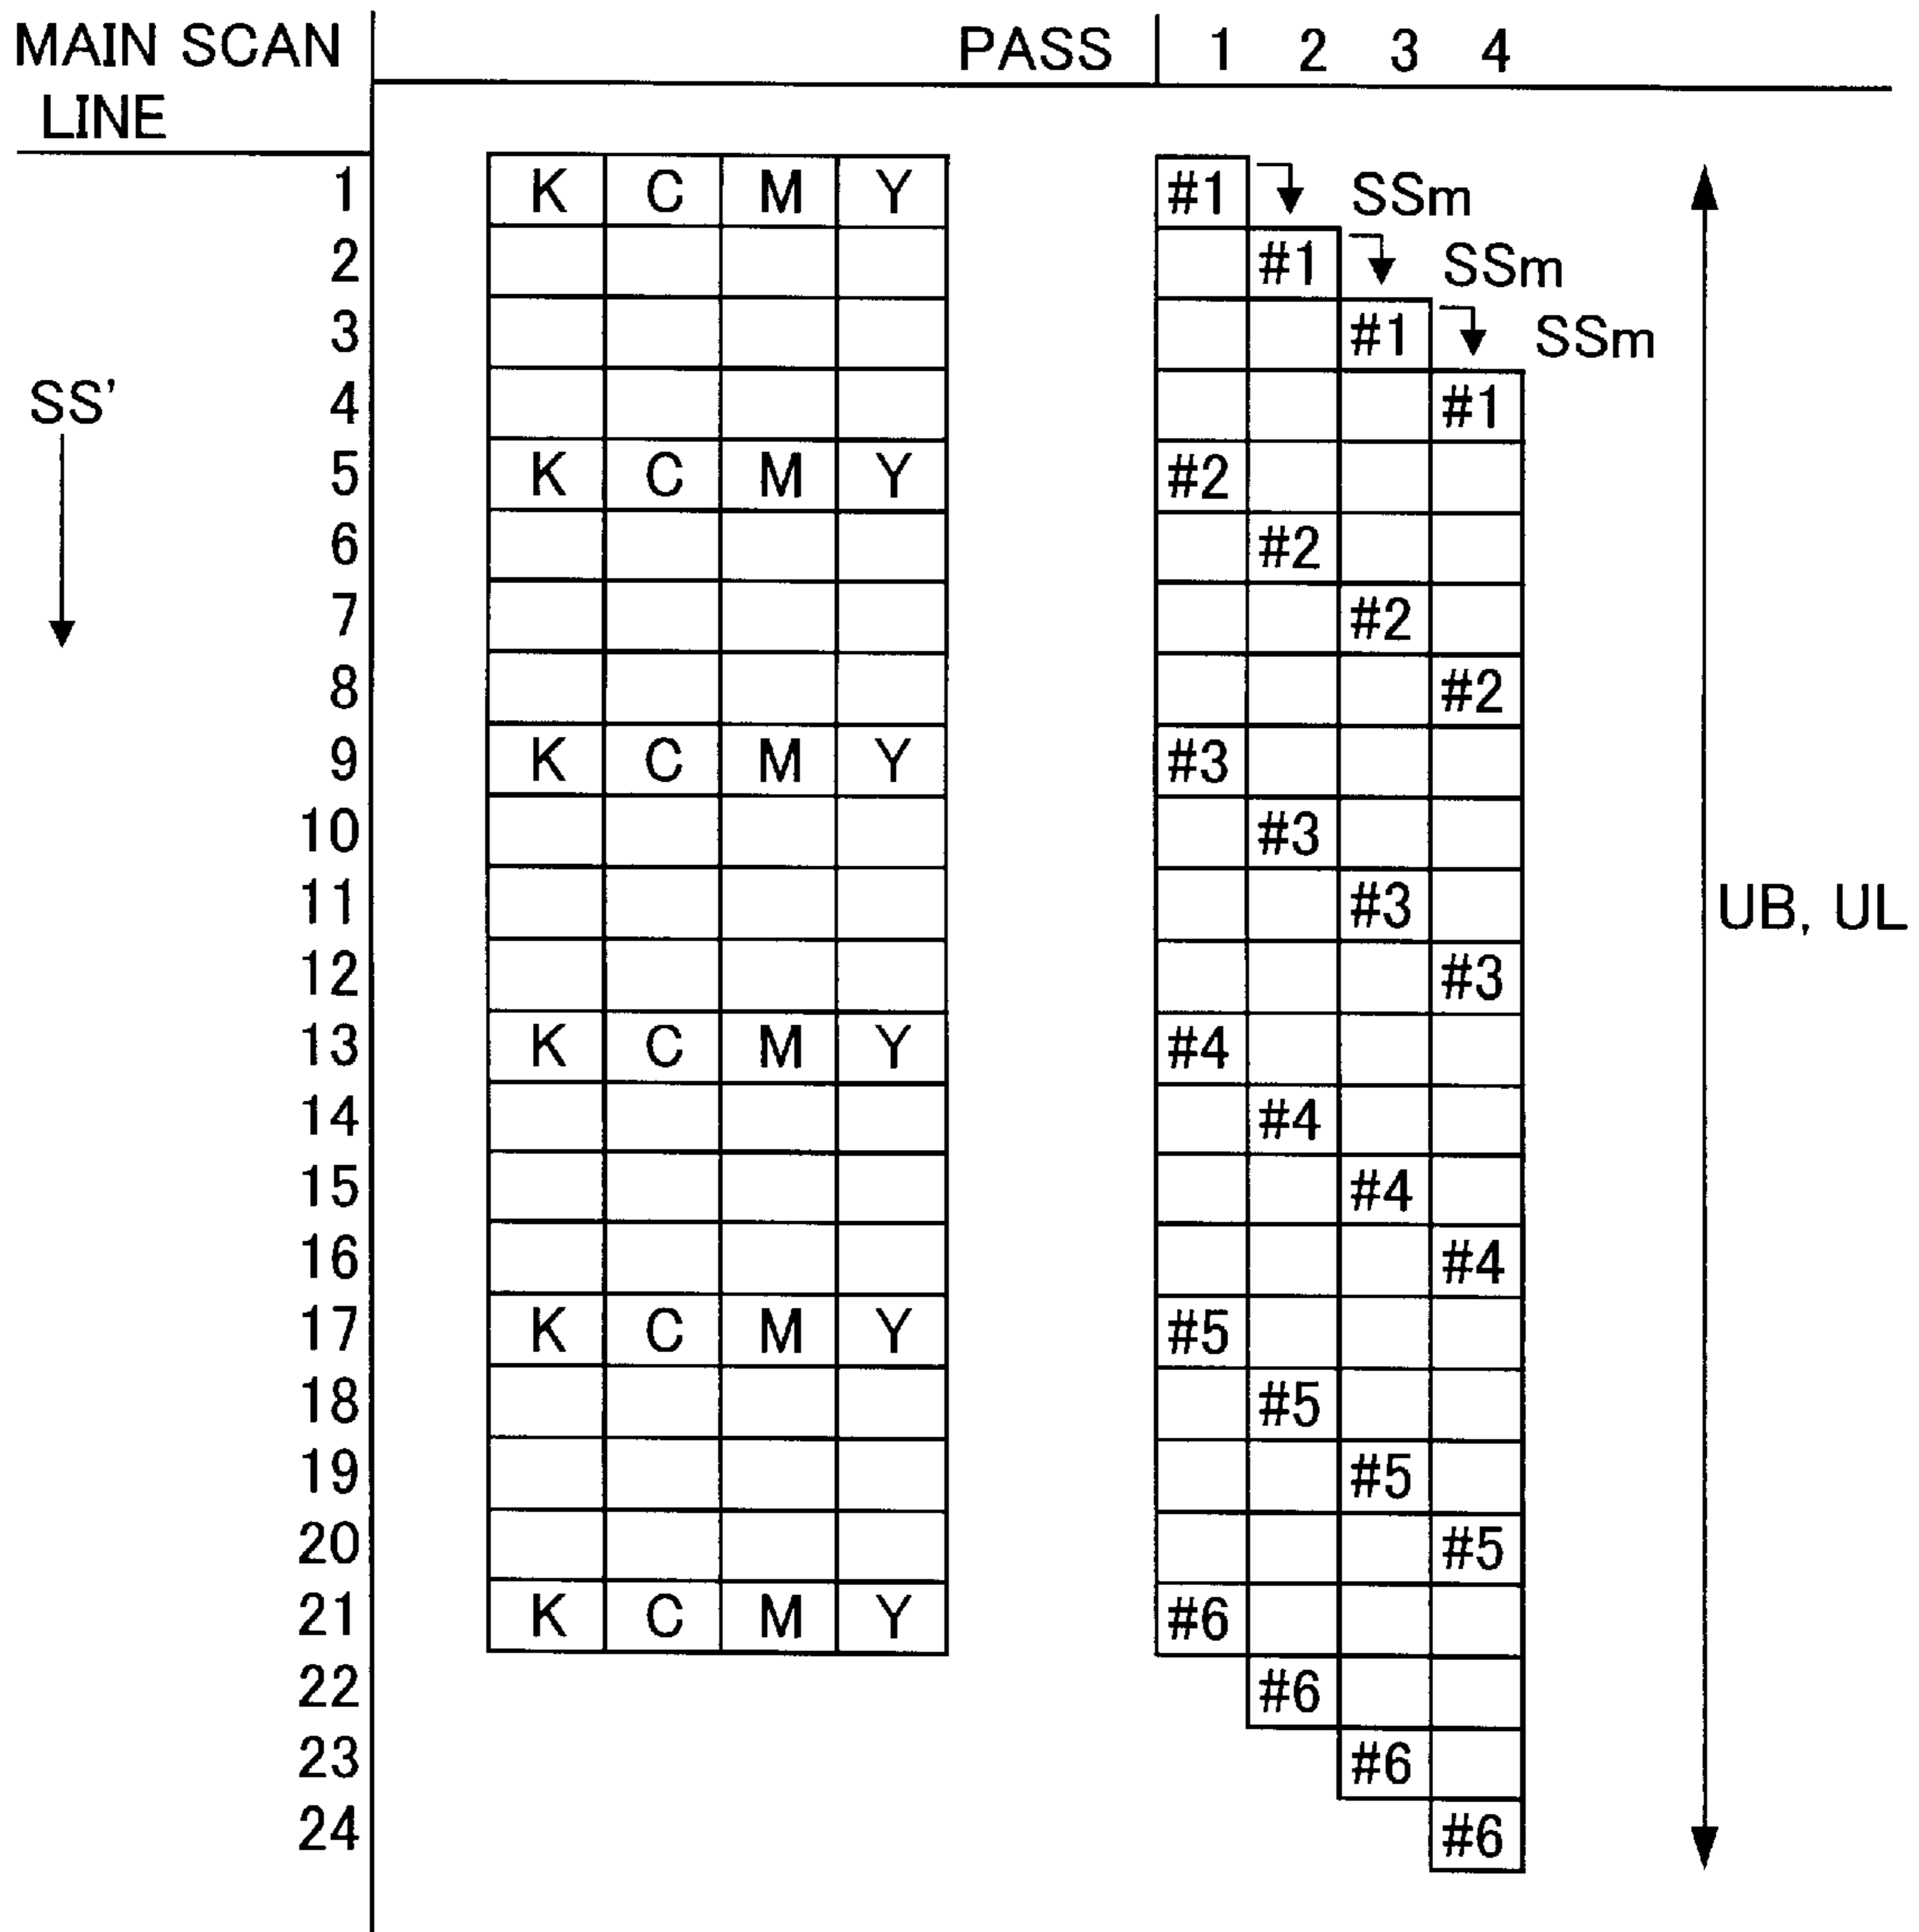 MAIN SCAN PASS 1 2 3 4
LINE
1 K C M Y #1 SSm
2 #1 SSm
3 #1 SSm
SS' 4 #1
5 K C M Y #2
6 #2
7 #2
8 #2
9 K C M Y #3
10 #3
11 #3 UB, UL
12 #3
13 K C M Y #4
14 #4
15 #4
16 #4
17 K C M Y #5
18 #5
19 #5
20 #5
21 K C M Y #6
22 #6
23 #6
24 #6